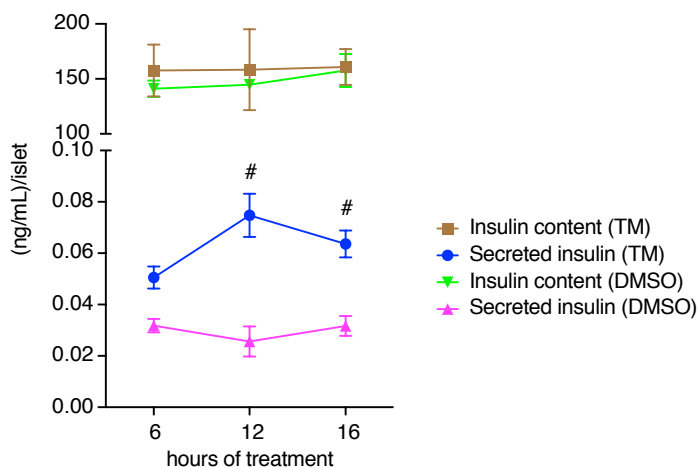 200
150
100
0.10
#
#
0.08
0.06
0.04
0.02
0.00
(ng/mL)/islet
6 12 16
hours of treatment
Insulin content (TM)
Secreted insulin (TM)
Insulin content (DMSO)
Secreted insulin (DMSO)